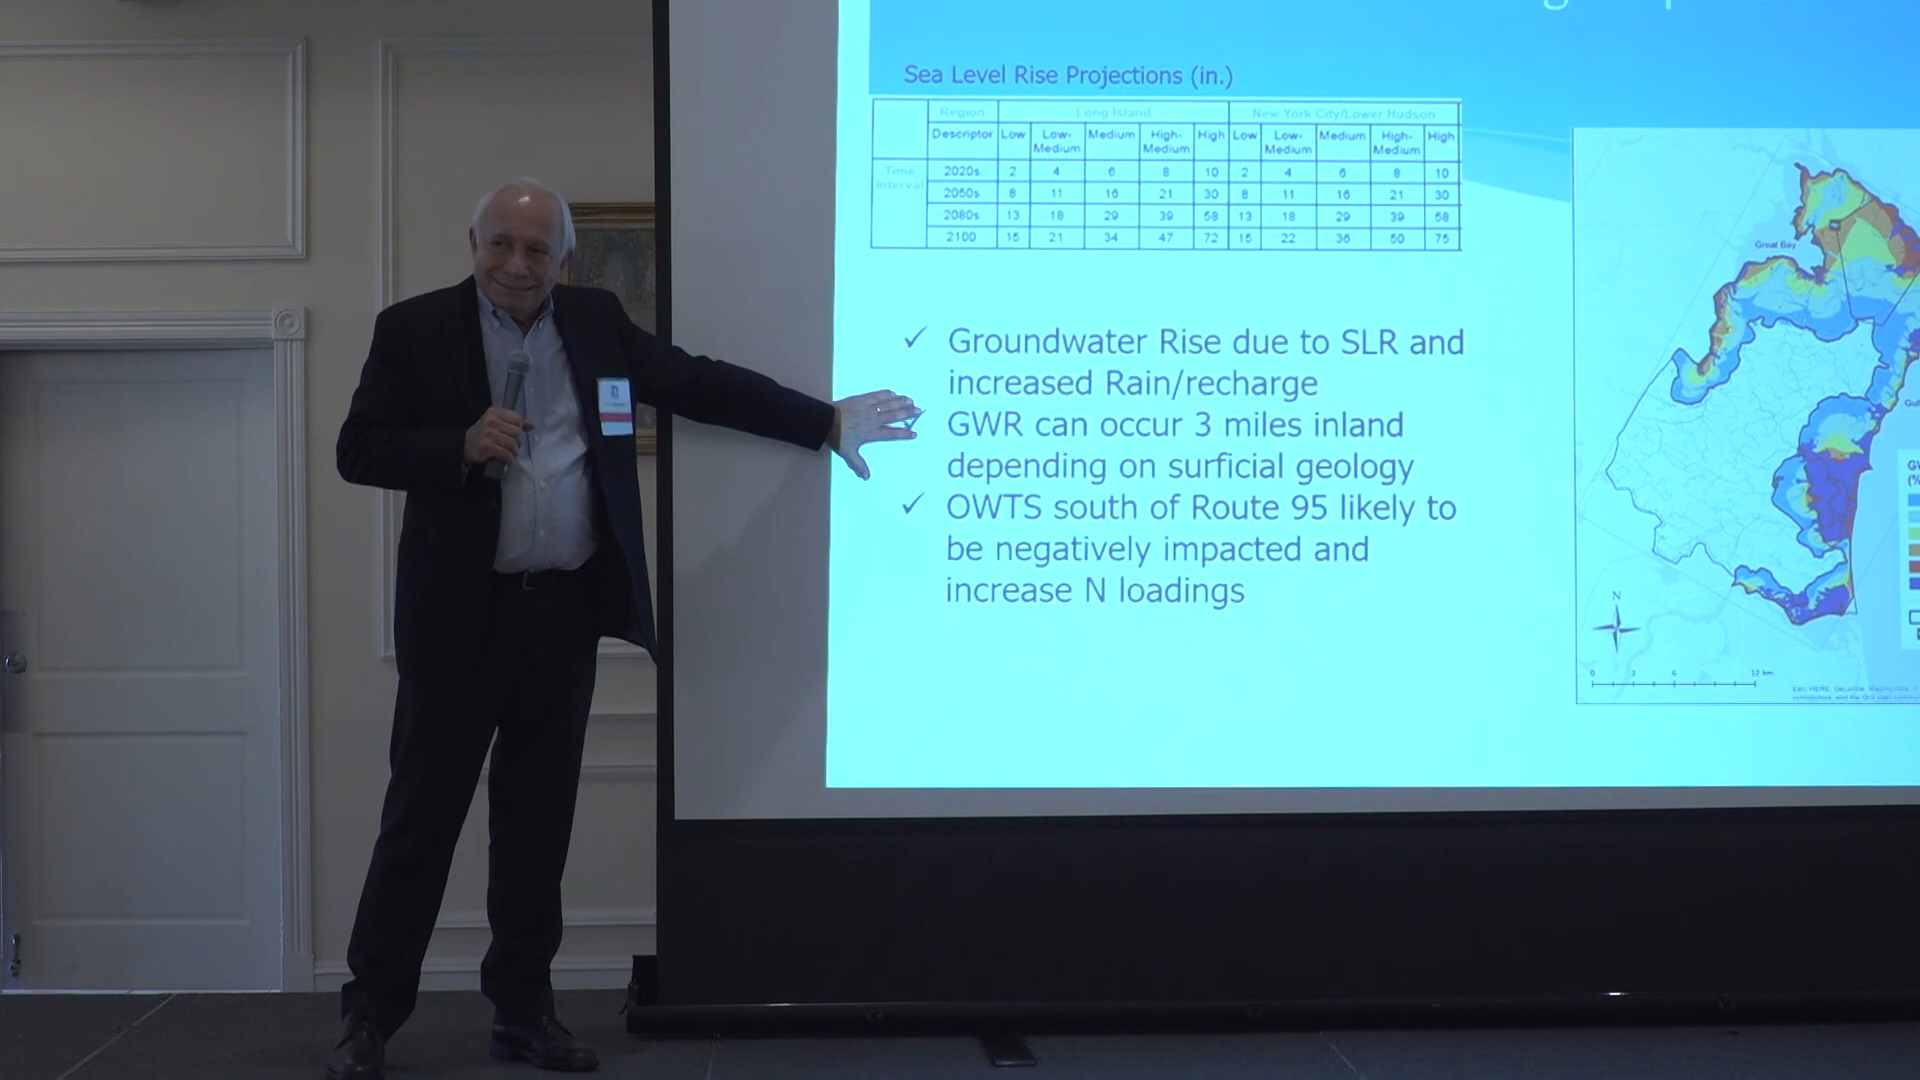 Sea Level Rise Projections (in.)
Region Long Island New York City/Lower Hudson
Descriptor Low Low-Medium Medium High-Medium High Low Low-Medium Medium High-Medium High
Time Interval
2020s 2 4 6 8 10 2 4 6 8 10
2050s 8 11 16 21 30 8 11 16 21 30
2080s 13 18 29 39 58 13 18 29 39 58
2100 15 21 34 47 72 15 22 36 50 75
✓ Groundwater Rise due to SLR and
increased Rain/recharge
✓ GWR can occur 3 miles inland
depending on surficial geology
✓ OWTS south of Route 95 likely to
be negatively impacted and
increase N loadings
Great Bay
N
0 3 6 12 km